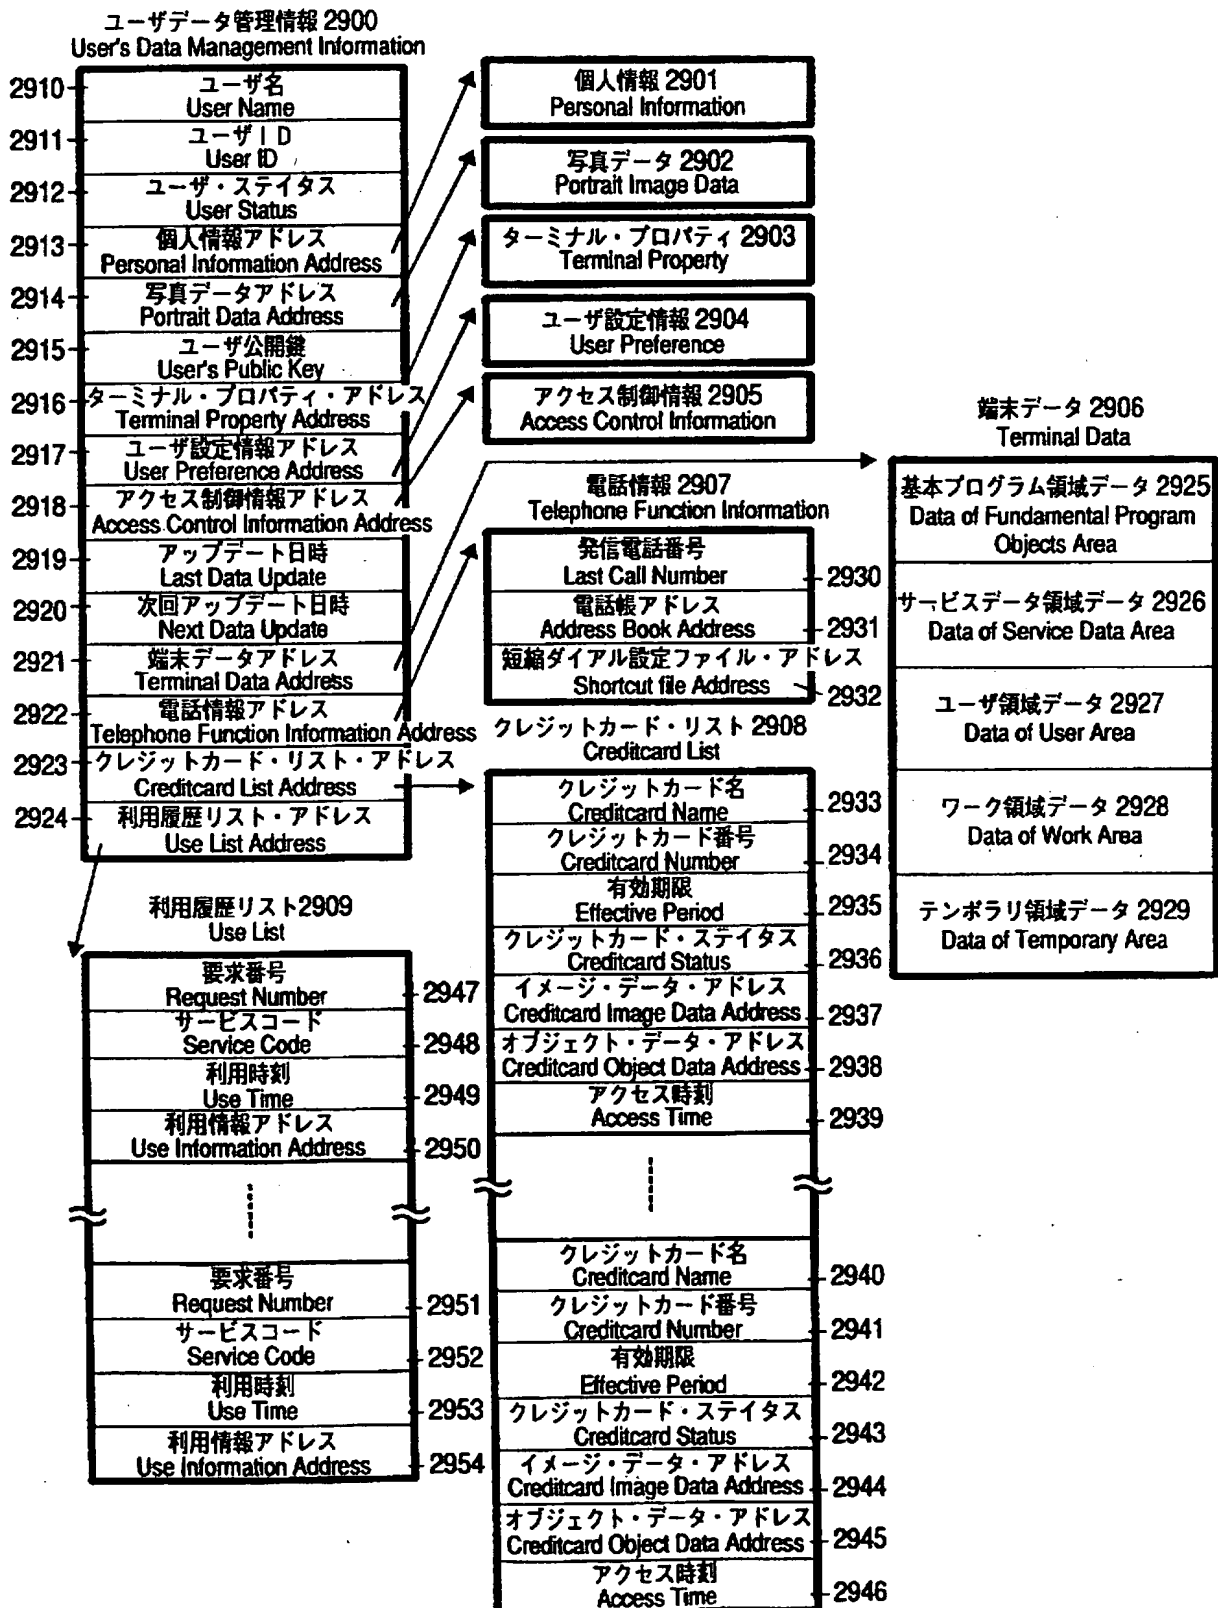 ユーザデータ管理情報 2900
User's Data Management Information
2910
ユーザ名
User Name
2911
ユーザID
User ID
2912
ユーザ・ステイタス
User Status
2913
個人情報アドレス
Personal Information Address
2914
写真データアドレス
Portrait Data Address
2915
ユーザ公開鍵
User's Public Key
2916
ターミナル・プロパティ・アドレス
Terminal Property Address
2917
ユーザ設定情報アドレス
User Preference Address
2918
アクセス制御情報アドレス
Access Control Information Address
2919
アップデート日時
Last Data Update
2920
次回アップデート日時
Next Data Update
2921
端末データアドレス
Terminal Data Address
2922
電話情報アドレス
Telephone Function Information Address
2923
クレジットカード・リスト・アドレス
Creditcard List Address
2924
利用履歴リスト・アドレス
Use List Address
個人情報 2901
Personal Information
写真データ 2902
Portrait Image Data
ターミナル・プロパティ 2903
Terminal Property
ユーザ設定情報 2904
User Preference
アクセス制御情報 2905
Access Control Information
端末データ 2906
Terminal Data
基本プログラム領域データ 2925
Data of Fundamental Program
Objects Area
サービスデータ領域データ 2926
Data of Service Data Area
ユーザ領域データ 2927
Data of User Area
ワーク領域データ 2928
Data of Work Area
テンポラリ領域データ 2929
Data of Temporary Area
電話情報 2907
Telephone Function Information
発信電話番号
Last Call Number
2930
電話帳アドレス
Address Book Address
2931
短縮ダイアル設定ファイル・アドレス
Shortcut file Address
2932
クレジットカード・リスト 2908
Creditcard List
クレジットカード名
Creditcard Name
2933
クレジットカード番号
Creditcard Number
2934
有効期限
Effective Period
2935
クレジットカード・ステイタス
Creditcard Status
2936
イメージ・データ・アドレス
Creditcard Image Data Address
2937
オブジェクト・データ・アドレス
Creditcard Object Data Address
2938
アクセス時刻
Access Time
2939
クレジットカード名
Creditcard Name
2940
クレジットカード番号
Creditcard Number
2941
有効期限
Effective Period
2942
クレジットカード・ステイタス
Creditcard Status
2943
イメージ・データ・アドレス
Creditcard Image Data Address
2944
オブジェクト・データ・アドレス
Creditcard Object Data Address
2945
アクセス時刻
Access Time
2946
利用履歴リスト2909
Use List
要求番号
Request Number
2947
サービスコード
Service Code
2948
利用時刻
Use Time
2949
利用情報アドレス
Use Information Address
2950
要求番号
Request Number
2951
サービスコード
Service Code
2952
利用時刻
Use Time
2953
利用情報アドレス
Use Information Address
2954